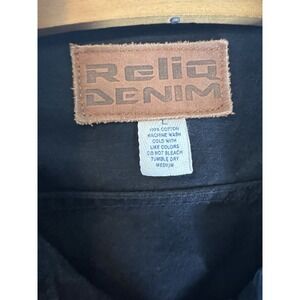 ReliQ
DENIM
L
100% COTTON
MACHINE WASH
COLD WITH
LIKE COLORS
DO NOT BLEACH
TUMBLE DRY
MEDIUM